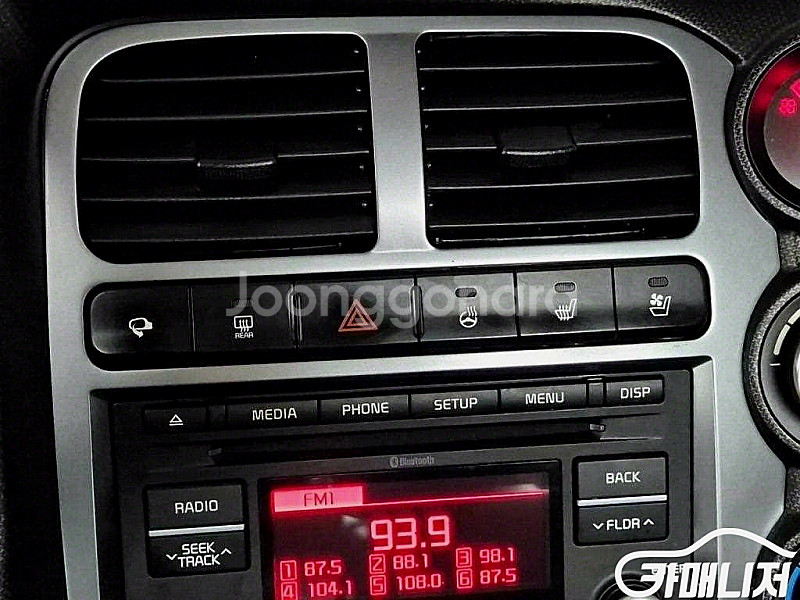 Joonggonara
REAR
MEDIA PHONE SETUP MENU DISP
Bluetooth
RADIO
SEEK
TRACK
FM1
93.9
1 87.5 2 88.1 3 98.1
4 104.1 5 108.0 6 87.5
BACK
FLDR
카매니저